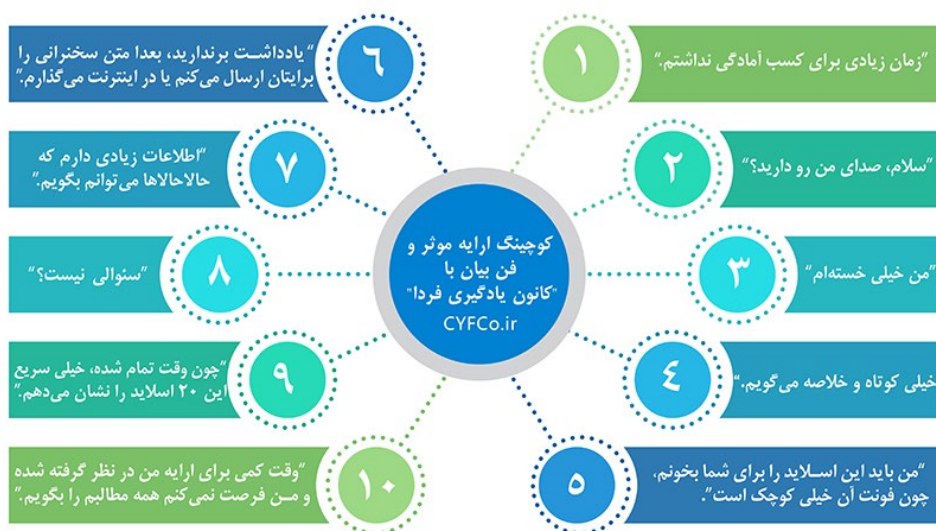 کوچینگ ارایه موثر و
فن بیان با
"کانون یادگیری فردا"
CYFCo.ir
۱
"زمان زیادی برای کسب آمادگی نداشتم."
۲
"سلام، صدای من رو دارید؟"
۳
"من خیلی خسته‌ام"
۴
خیلی کوتاه و خلاصه می‌گویم."
۵
"من باید این اسلاید را برای شما بخونم،
چون فونت آن خیلی کوچک است".
۶
"یادداشت برندارید، بعدا متن سخنرانی را
برایتان ارسال می‌کنم یا در اینترنت می‌گذارم."
۷
"اطلاعات زیادی دارم که
حالاحالاها می‌توانم بگویم."
۸
"سئوالی نیست؟"
۹
"چون وقت تمام شده، خیلی سریع
این ۲۰ اسلاید را نشان می‌دهم."
۱۰
"وقت کمی برای ارایه من در نظر گرفته شده
و من فرصت نمی‌کنم همه مطالبم را بگویم."